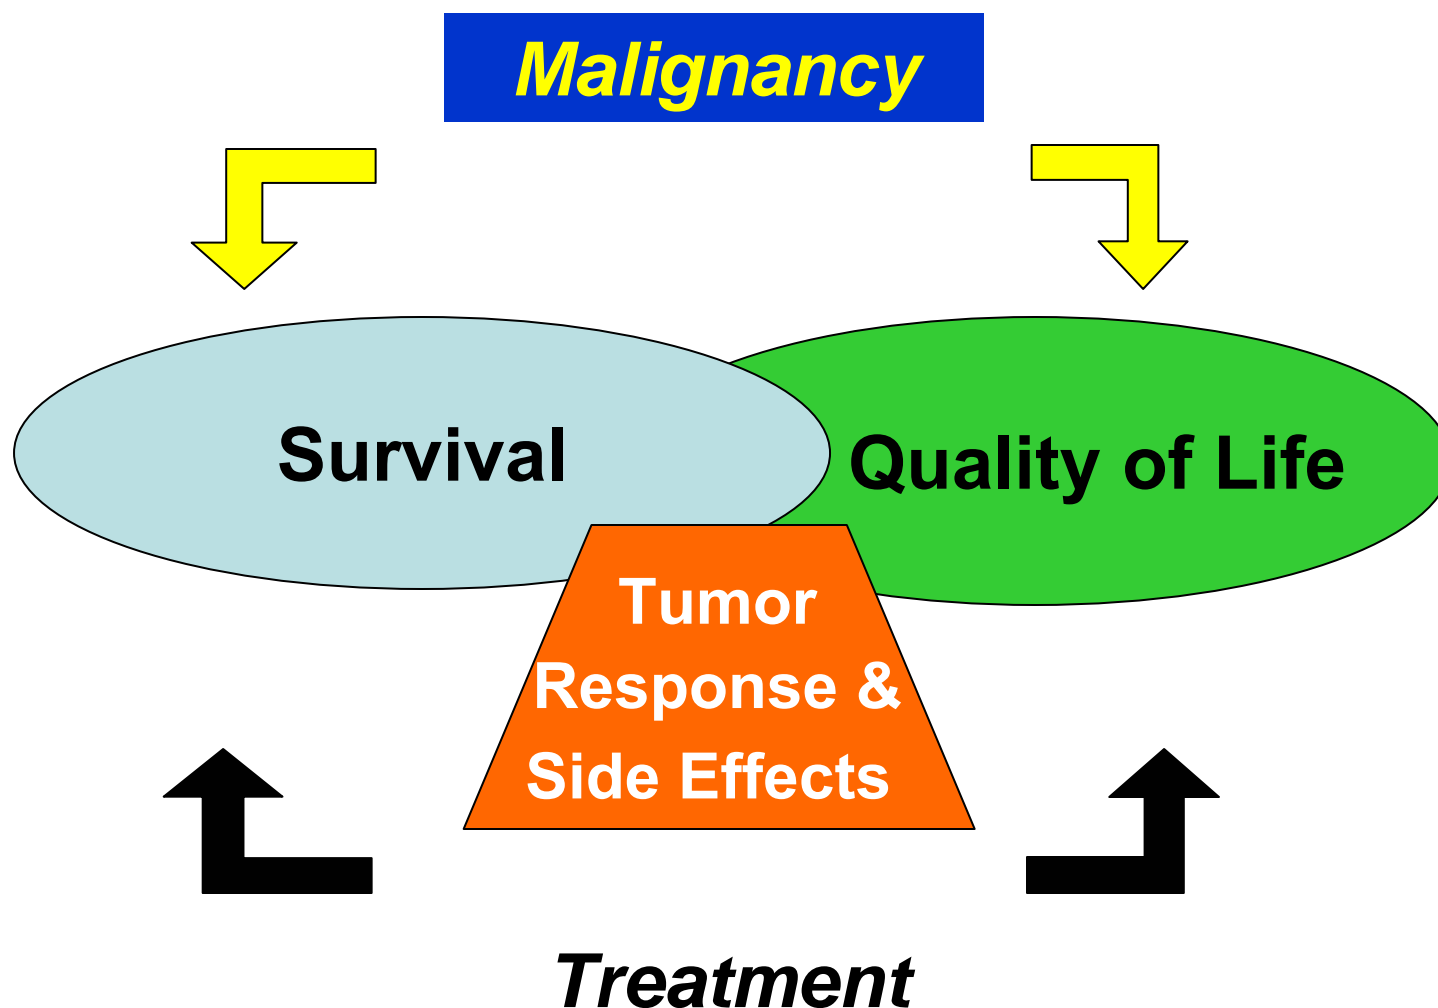 Malignancy
Survival
Quality of Life
Tumor
Response &
Side Effects
Treatment